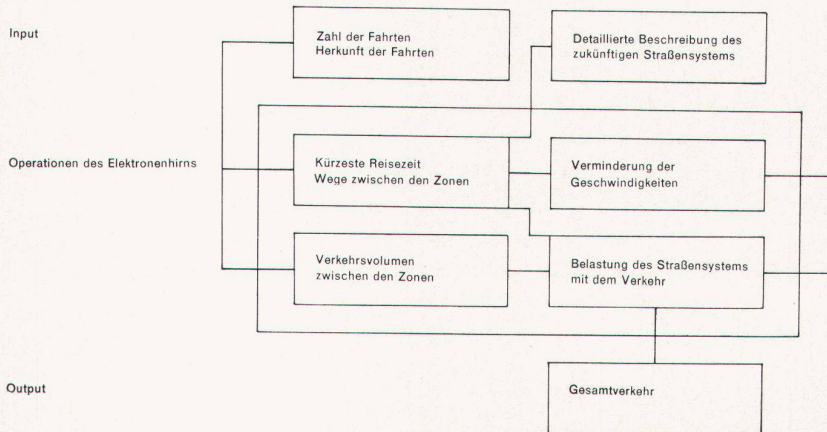 Input
Zahl der Fahrten
Herkunft der Fahrten
Detaillierte Beschreibung des
zukünftigen Straßensystems
Operationen des Elektronenhirns
Kürzeste Reisezeit
Wege zwischen den Zonen
Verminderung der
Geschwindigkeiten
Verkehrsvolumen
zwischen den Zonen
Belastung des Straßensystems
mit dem Verkehr
Output
Gesamtverkehr